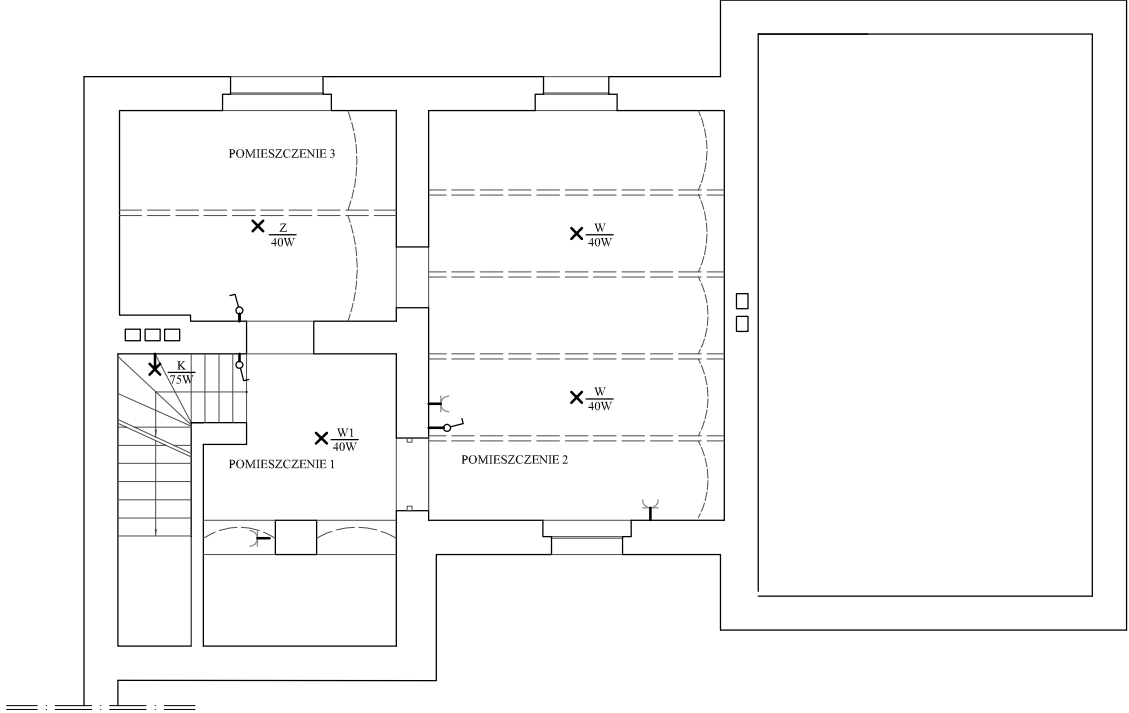 POMIESZCZENIE 3
Z
40W
W
40W
K
75W
W
40W
W1
40W
POMIESZCZENIE 1
POMIESZCZENIE 2